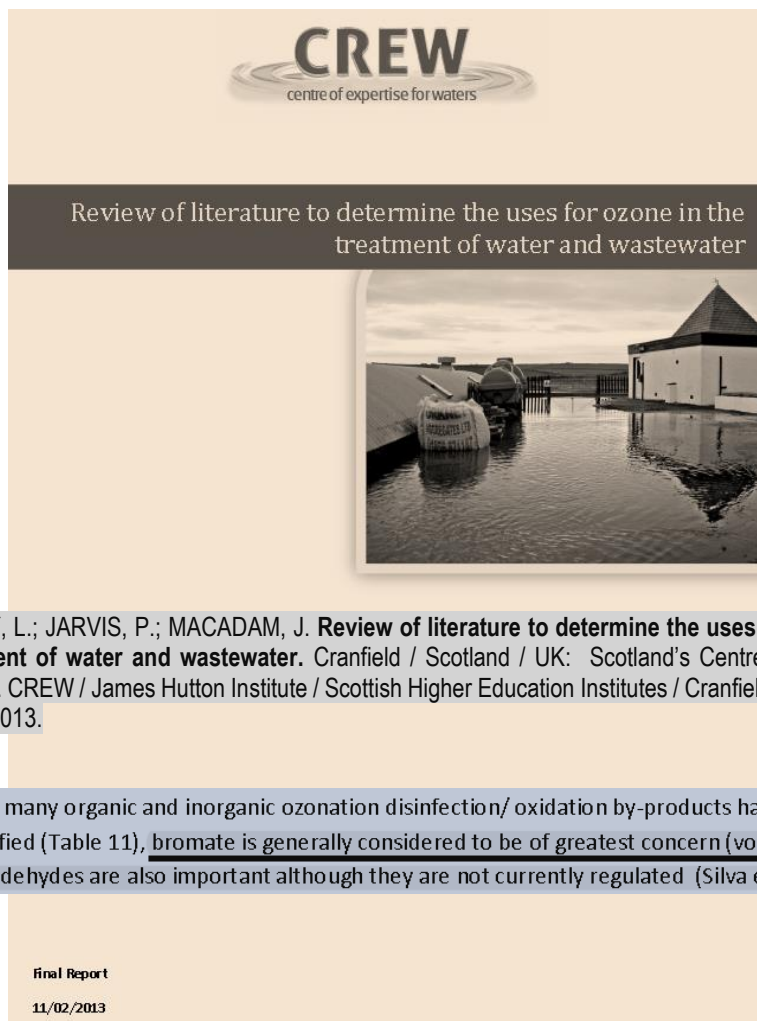 CREW
centre of expertise for waters
Review of literature to determine the uses for ozone in the
treatment of water and wastewater
AGGREGATES LTD
, L.; JARVIS, P.; MACADAM, J. Review of literature to determine the uses
ent of water and wastewater. Cranfield / Scotland / UK: Scotland's Centre
. CREW / James Hutton Institute / Scottish Higher Education Institutes / Cranfiel
013.
many organic and inorganic ozonation disinfection/ oxidation by-products ha
fied (Table 11), bromate is generally considered to be of greatest concern (vo
dehydes are also important although they are not currently regulated (Silva e
Final Report
11/02/2013